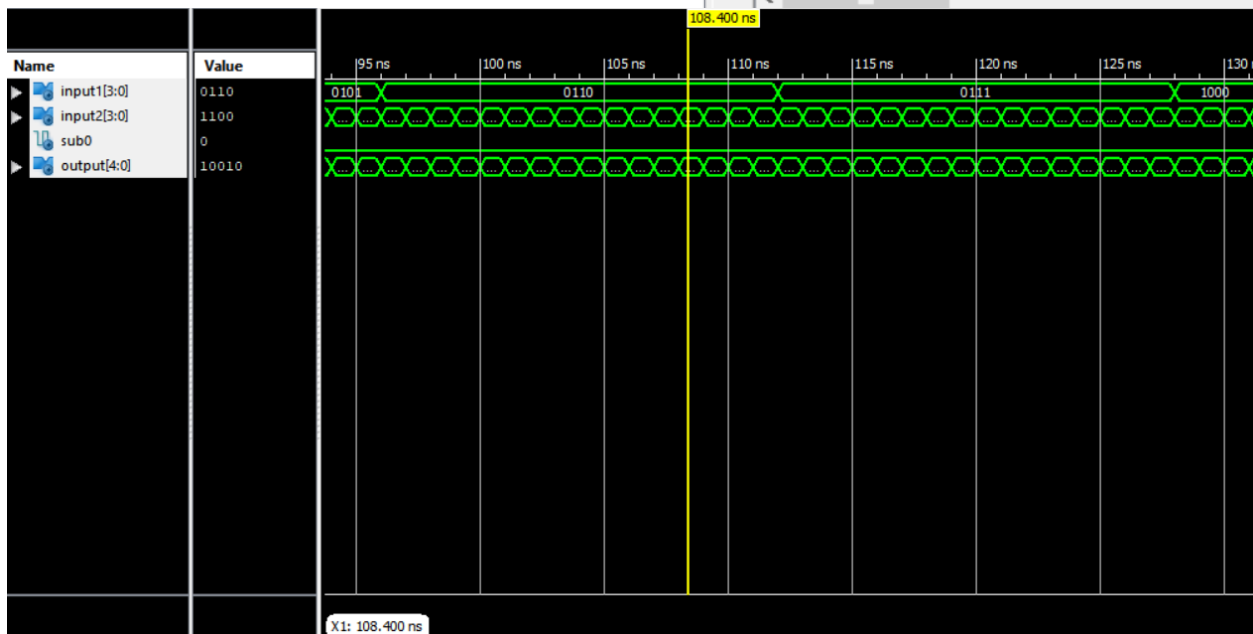 108.400 ns
Name Value
95 ns 100 ns 105 ns 110 ns 115 ns 120 ns 125 ns 130
input1[3:0] 0110 0101 0110 0111 1000
input2[3:0] 1100 ... ... ... ... ... ... ... ... ... ... ... ... ... ... ... ... ... ... ... ... ... ... ... ... ... ... ... ... ... ... ... ... ... ... ... ...
sub0 0
output[4:0] 10010 ... ... ... ... ... ... ... ... ... ... ... ... ... ... ... ... ... ... ... ... ... ... ... ... ... ... ... ... ... ... ... ... ... ... ... ...
X1: 108.400 ns